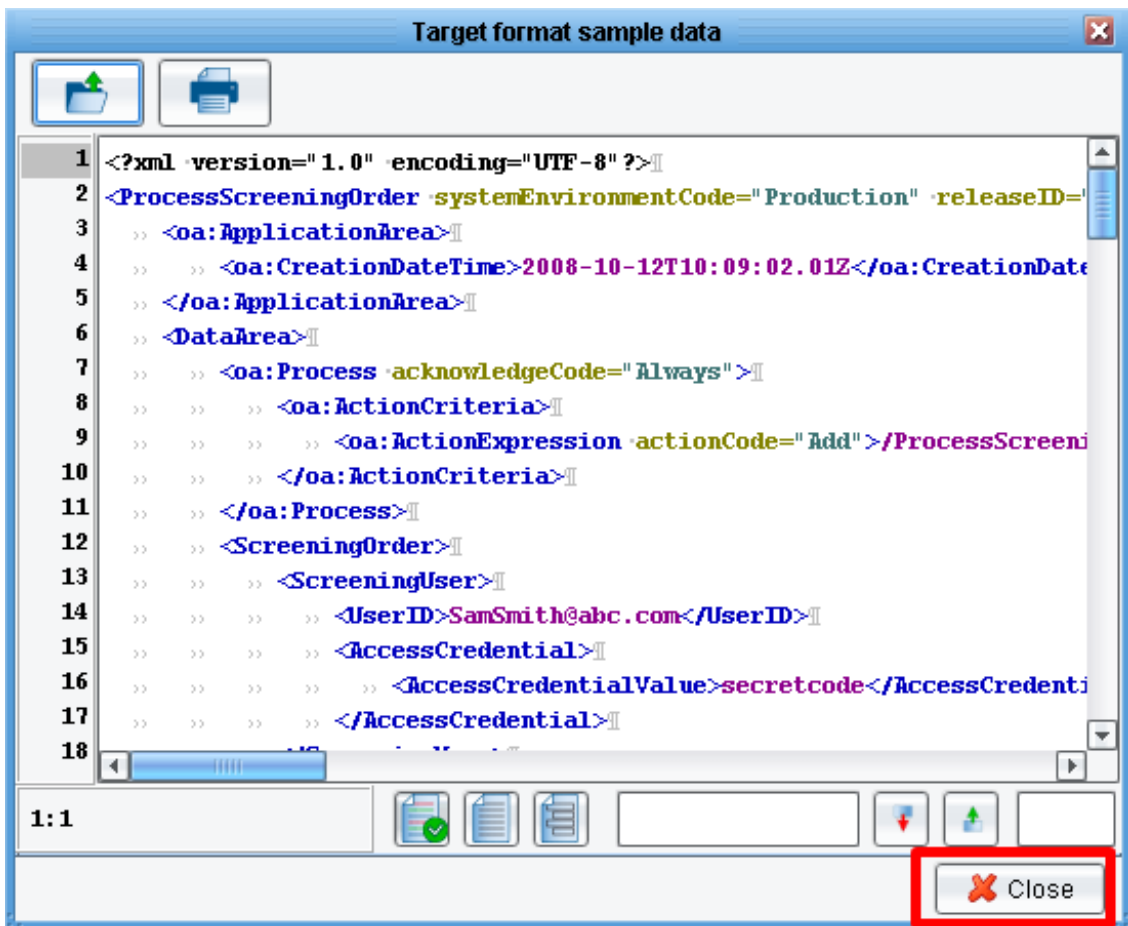 Target format sample data
1 <?xml version="1.0" encoding="UTF-8"?>
2 <ProcessScreeningOrder systemEnvironmentCode="Production" releaseID="
3 <oa:ApplicationArea>
4 <oa:CreationDateTime>2008-10-12T10:09:02.01Z</oa:CreationDate
5 </oa:ApplicationArea>
6 <DataArea>
7 <oa:Process acknowledgeCode="Always">
8 <oa:ActionCriteria>
9 <oa:ActionExpression actionCode="Add">/ProcessScreeni
10 </oa:ActionCriteria>
11 </oa:Process>
12 <ScreeningOrder>
13 <ScreeningUser>
14 <UserID>SamSmith@abc.com</UserID>
15 <AccessCredential>
16 <AccessCredentialValue>secretcode</AccessCredenti
17 </AccessCredential>
18
1:1
Close